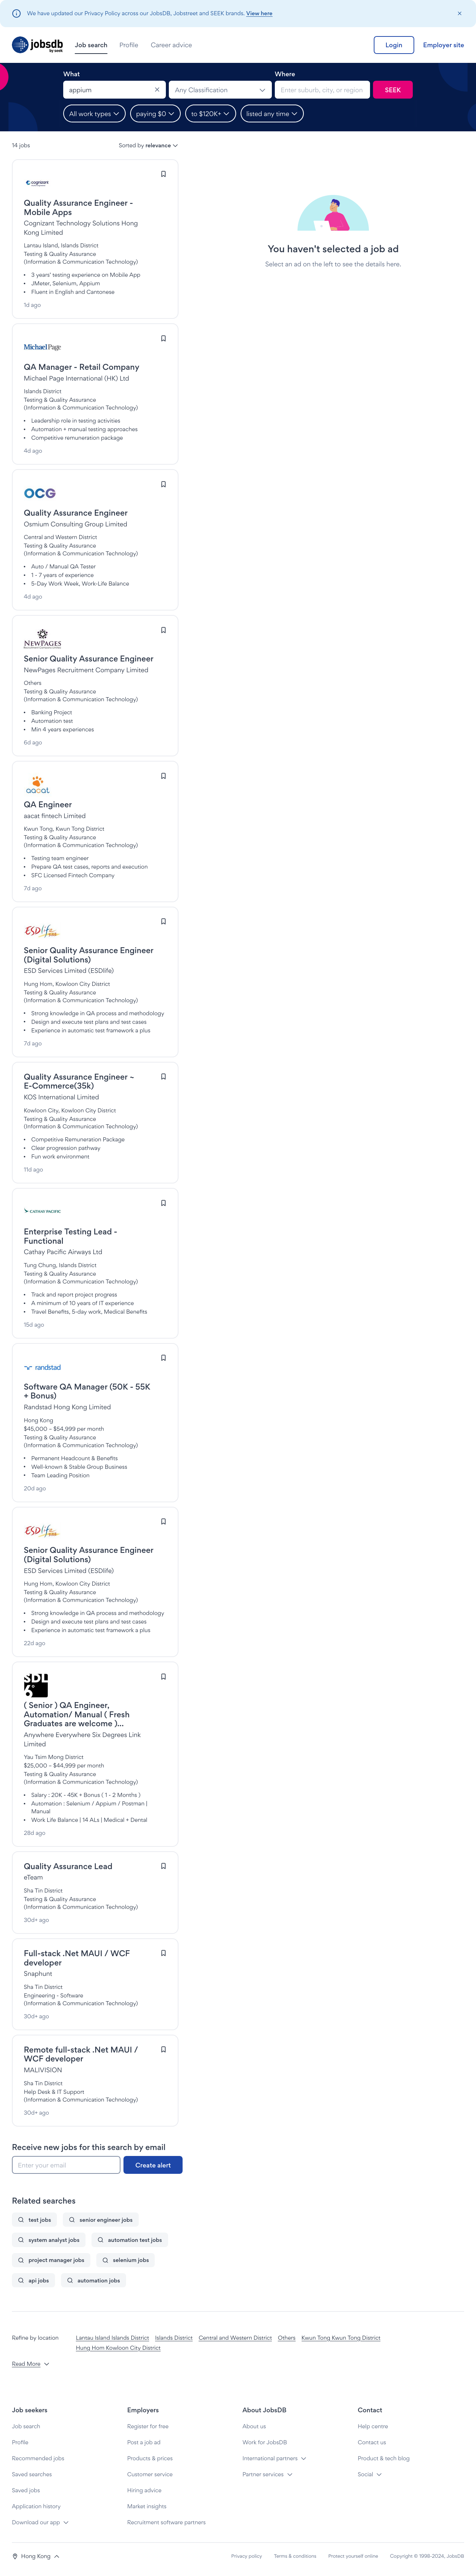 We have updated our Privacy Policy across our JobsDB, Jobstreet and SEEK brands. View here
jobsdb
by seek
Job search
Profile
Career advice
Login
Employer site
What
Where
appium
Any Classification
Enter suburb, city, or region
SEEK
All work types
paying $0
to $120K+
listed any time
14 jobs
Sorted by relevance
You haven't selected a job ad
Select an ad on the left to see the details here.
cognizant
Quality Assurance Engineer -
Mobile Apps
Cognizant Technology Solutions Hong
Kong Limited
Lantau Island, Islands District
Testing & Quality Assurance
(Information & Communication Technology)
• 3 years' testing experience on Mobile App
• JMeter, Selenium, Appium
• Fluent in English and Cantonese
1d ago
Michael Page
QA Manager - Retail Company
Michael Page International (HK) Ltd
Islands District
Testing & Quality Assurance
(Information & Communication Technology)
• Leadership role in testing activities
• Automation + manual testing approaches
• Competitive remuneration package
4d ago
OCG
Quality Assurance Engineer
Osmium Consulting Group Limited
Central and Western District
Testing & Quality Assurance
(Information & Communication Technology)
• Auto / Manual QA Tester
• 1 - 7 years of experience
• 5-Day Work Week, Work-Life Balance
4d ago
NEWPAGES
Senior Quality Assurance Engineer
NewPages Recruitment Company Limited
Others
Testing & Quality Assurance
(Information & Communication Technology)
• Banking Project
• Automation test
• Min 4 years experiences
6d ago
aacat
QA Engineer
aacat fintech Limited
Kwun Tong, Kwun Tong District
Testing & Quality Assurance
(Information & Communication Technology)
• Testing team engineer
• Prepare QA test cases, reports and execution
• SFC Licensed Fintech Company
7d ago
ESDlife
Senior Quality Assurance Engineer
(Digital Solutions)
ESD Services Limited (ESDlife)
Hung Hom, Kowloon City District
Testing & Quality Assurance
(Information & Communication Technology)
• Strong knowledge in QA process and methodology
• Design and execute test plans and test cases
• Experience in automatic test framework a plus
7d ago
Quality Assurance Engineer ~
E-Commerce(35k)
KOS International Limited
Kowloon City, Kowloon City District
Testing & Quality Assurance
(Information & Communication Technology)
• Competitive Remuneration Package
• Clear progression pathway
• Fun work environment
11d ago
CATHAY PACIFIC
Enterprise Testing Lead -
Functional
Cathay Pacific Airways Ltd
Tung Chung, Islands District
Testing & Quality Assurance
(Information & Communication Technology)
• Track and report project progress
• A minimum of 10 years of IT experience
• Travel Benefits, 5-day work, Medical Benefits
15d ago
randstad
Software QA Manager (50K - 55K
+ Bonus)
Randstad Hong Kong Limited
Hong Kong
$45,000 – $54,999 per month
Testing & Quality Assurance
(Information & Communication Technology)
• Permanent Headcount & Benefits
• Well-known & Stable Group Business
• Team Leading Position
20d ago
ESDlife
Senior Quality Assurance Engineer
(Digital Solutions)
ESD Services Limited (ESDlife)
Hung Hom, Kowloon City District
Testing & Quality Assurance
(Information & Communication Technology)
• Strong knowledge in QA process and methodology
• Design and execute test plans and test cases
• Experience in automatic test framework a plus
22d ago
( Senior ) QA Engineer,
Automation/ Manual ( Fresh
Graduates are welcome )...
Anywhere Everywhere Six Degrees Link
Limited
Yau Tsim Mong District
$25,000 – $44,999 per month
Testing & Quality Assurance
(Information & Communication Technology)
• Salary : 20K - 45K + Bonus ( 1 - 2 Months )
• Automation : Selenium / Appium / Postman |
Manual
• Work Life Balance | 14 ALs | Medical + Dental
28d ago
Quality Assurance Lead
eTeam
Sha Tin District
Testing & Quality Assurance
(Information & Communication Technology)
30d+ ago
Full-stack .Net MAUI / WCF
developer
Snaphunt
Sha Tin District
Engineering - Software
(Information & Communication Technology)
30d+ ago
Remote full-stack .Net MAUI /
WCF developer
MALIVISION
Sha Tin District
Help Desk & IT Support
(Information & Communication Technology)
30d+ ago
Receive new jobs for this search by email
Enter your email
Create alert
Related searches
test jobs
senior engineer jobs
system analyst jobs
automation test jobs
project manager jobs
selenium jobs
api jobs
automation jobs
Refine by location
Lantau Island Islands District
Islands District
Central and Western District
Others
Kwun Tong Kwun Tong District
Hung Hom Kowloon City District
Read More
Job seekers
Job search
Profile
Recommended jobs
Saved searches
Saved jobs
Application history
Download our app
Employers
Register for free
Post a job ad
Products & prices
Customer service
Hiring advice
Market insights
Recruitment software partners
About JobsDB
About us
Work for JobsDB
International partners
Partner services
Contact
Help centre
Contact us
Product & tech blog
Social
Hong Kong
Privacy policy
Terms & conditions
Protect yourself online
Copyright © 1998-2024, JobsDB